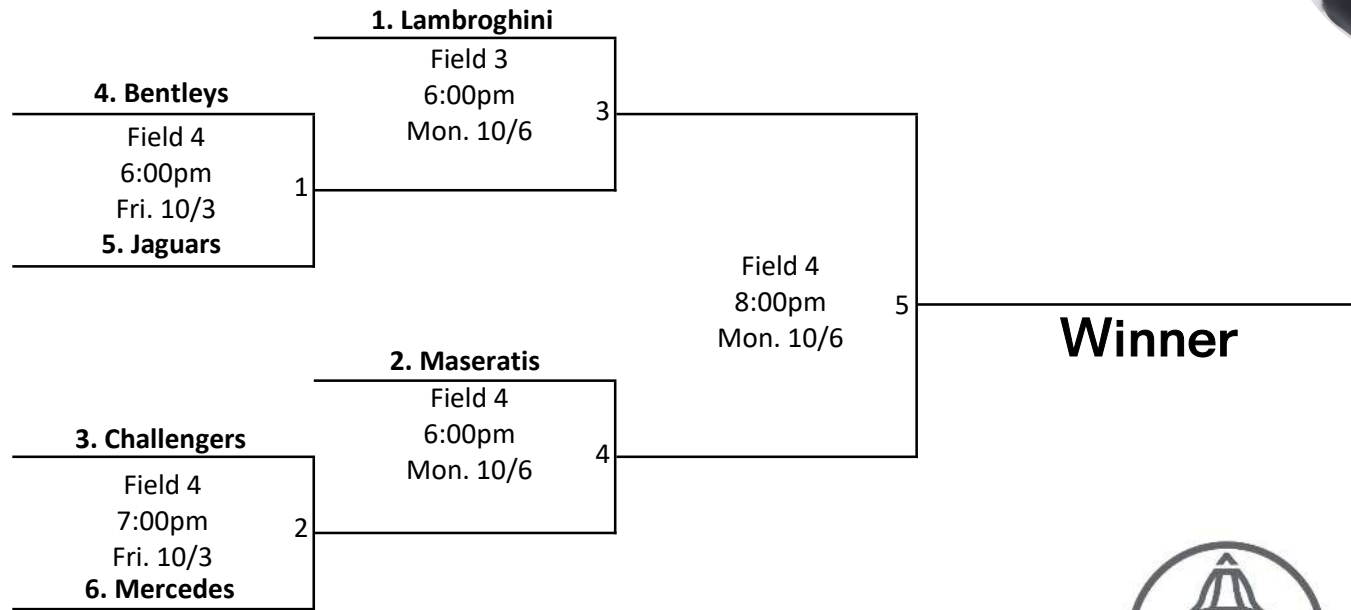 1. Lambroghini
Field 3
6:00pm
Mon. 10/6
3
4. Bentleys
Field 4
6:00pm
Fri. 10/3
1
5. Jaguars
Field 4
8:00pm
Mon. 10/6
5
Winner
2. Maseratis
Field 4
6:00pm
Mon. 10/6
4
3. Challengers
Field 4
7:00pm
Fri. 10/3
2
6. Mercedes